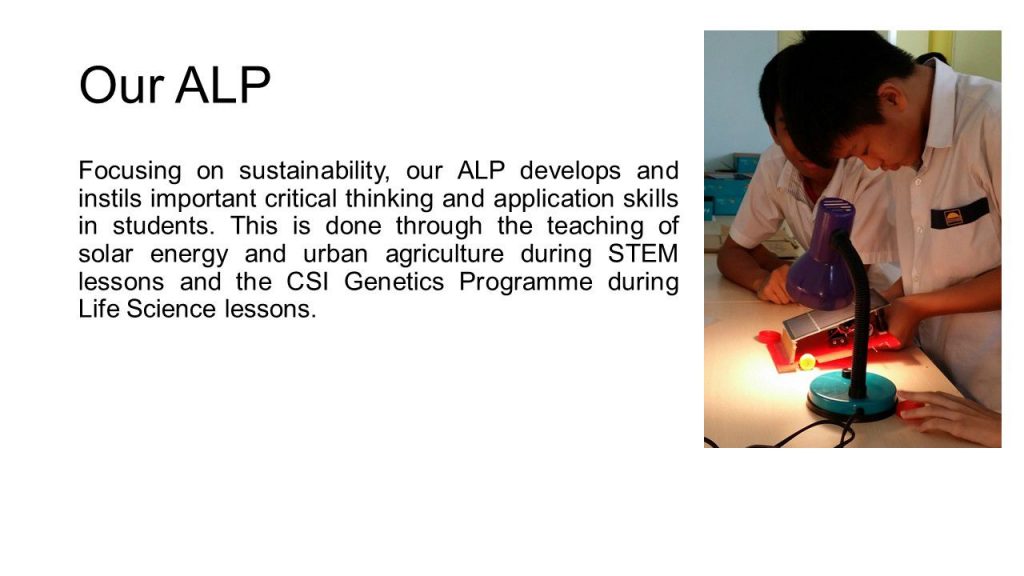 Our ALP
Focusing on sustainability, our ALP develops and
instils important critical thinking and application skills
in students. This is done through the teaching of
solar energy and urban agriculture during STEM
lessons and the CSI Genetics Programme during
Life Science lessons.